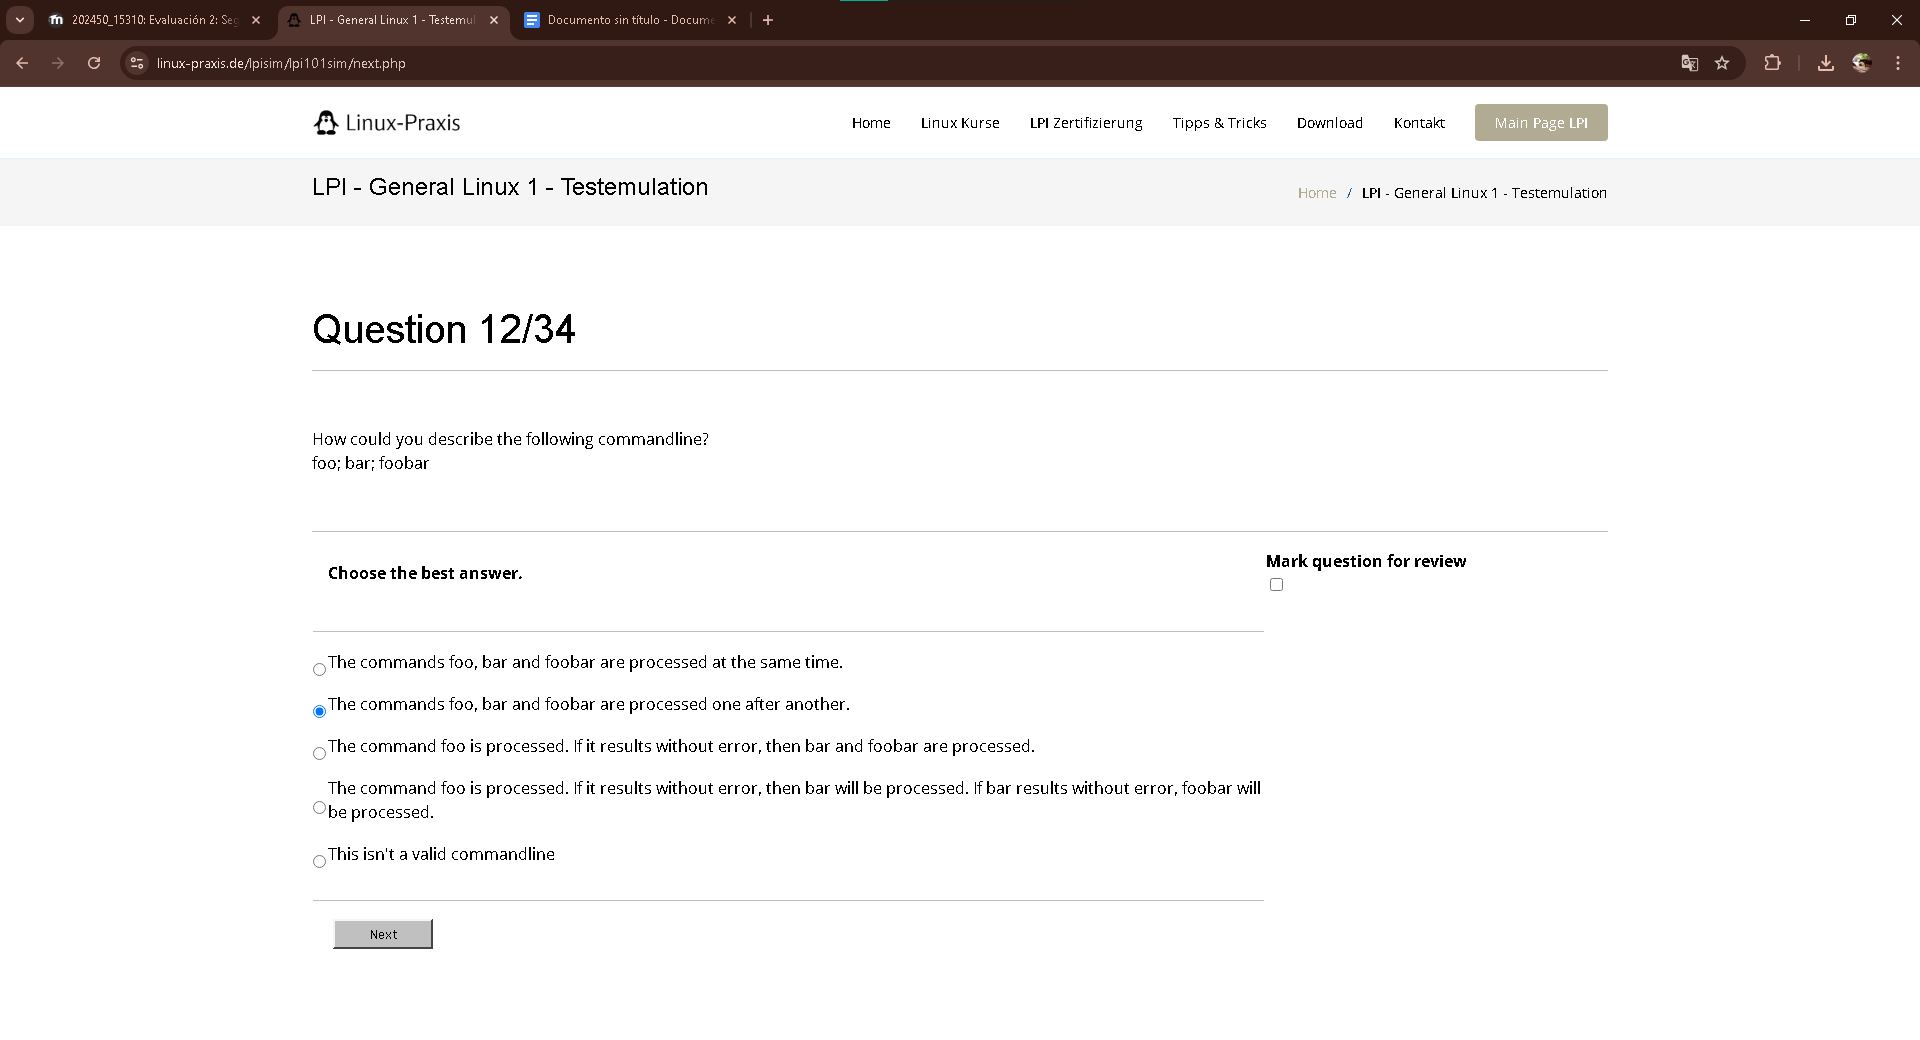 202450_15310: Evaluación 2: Seg
LPI - General Linux 1 - Testemul
Documento sin título - Docume
linux-praxis.de/lpisim/lpi101sim/next.php
Linux-Praxis
Home
Linux Kurse
LPI Zertifizierung
Tipps & Tricks
Download
Kontakt
Main Page LPI
LPI - General Linux 1 - Testemulation
Home / LPI - General Linux 1 - Testemulation
Question 12/34
How could you describe the following commandline?
foo; bar; foobar
Choose the best answer.
Mark question for review
The commands foo, bar and foobar are processed at the same time.
The commands foo, bar and foobar are processed one after another.
The command foo is processed. If it results without error, then bar and foobar are processed.
The command foo is processed. If it results without error, then bar will be processed. If bar results without error, foobar will
be processed.
This isn't a valid commandline
Next